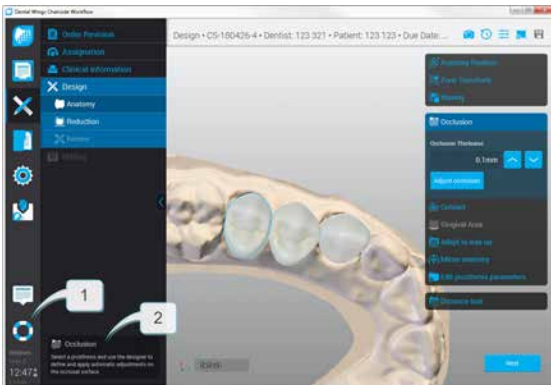 Dental Wings Chairside Workflow
Design • CS-180426-4 • Dentist: 123 321 • Patient: 123 123 • Due Date:...
Order Revision
Assignation
Clinical Information
Design
Anatomy
Reduction
Review
Milling
Scanning Position
Free Transform
Occlusion
Occlusion Thickness
0.1mm
Adjust occlusion
Contact
Gingival Area
Adapt to wax-up
Mirror anatomy
Edit prosthesis parameters
Distance tool
1
2
Occlusion
Select a prosthesis and use the designer to
define and apply automatic adjustments on
the occlusal surface.
12:47
Next